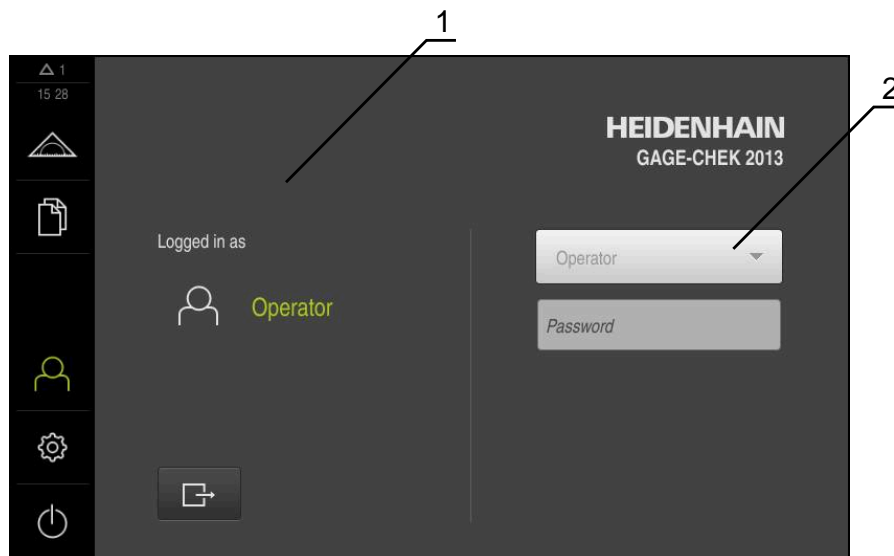 1
2
△ 1
15 28
HEIDENHAIN
GAGE-CHEK 2013
Logged in as
Operator
Operator
Password